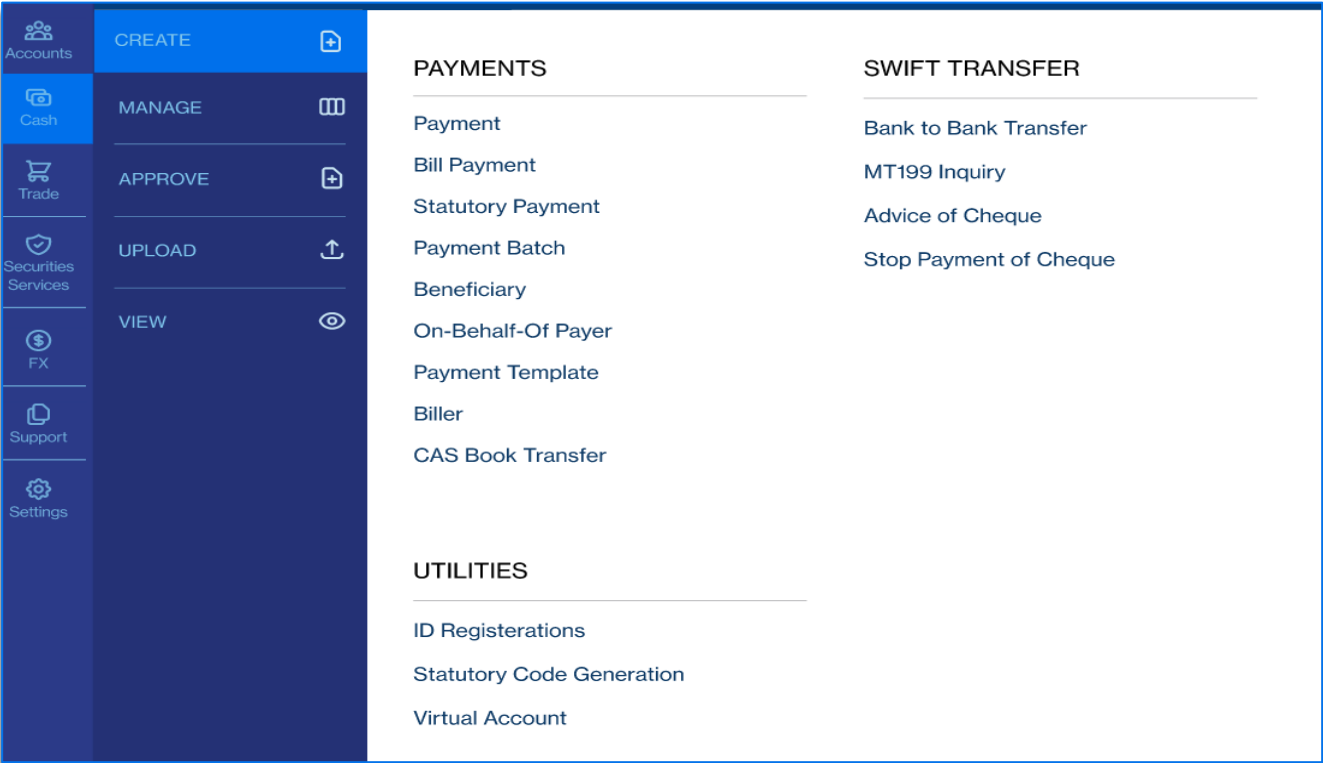 Accounts
Cash
Trade
Securities
Services
FX
Support
Settings
CREATE
MANAGE
APPROVE
UPLOAD
VIEW
PAYMENTS
Payment
Bill Payment
Statutory Payment
Payment Batch
Beneficiary
On-Behalf-Of Payer
Payment Template
Biller
CAS Book Transfer
SWIFT TRANSFER
Bank to Bank Transfer
MT199 Inquiry
Advice of Cheque
Stop Payment of Cheque
UTILITIES
ID Registerations
Statutory Code Generation
Virtual Account